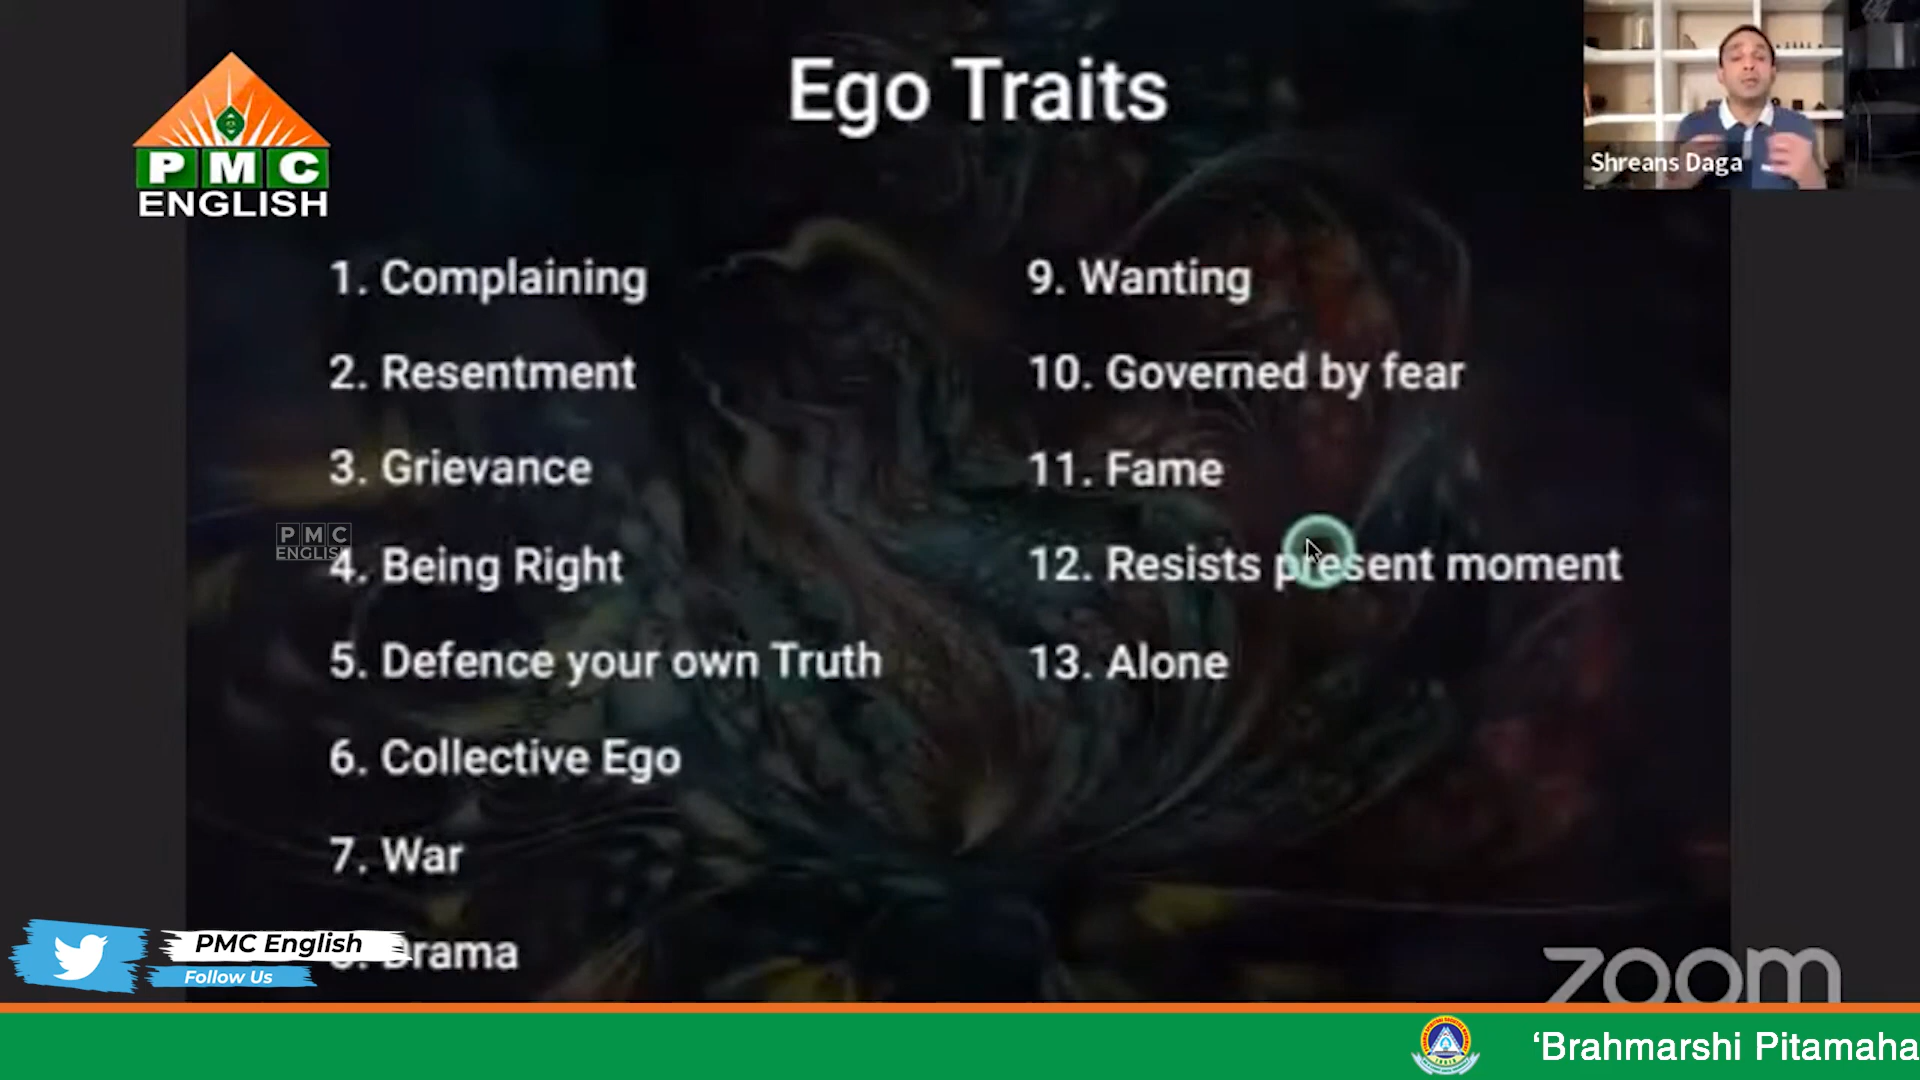 Ego Traits
PMC
ENGLISH
Shreans Daga
1. Complaining
2. Resentment
3. Grievance
4. Being Right
5. Defence your own Truth
6. Collective Ego
7. War
Drama
9. Wanting
10. Governed by fear
11. Fame
12. Resists present moment
13. Alone
PMC
ENGLISH
PMC English
Follow Us
zoom
‘Brahmarshi Pitamaha